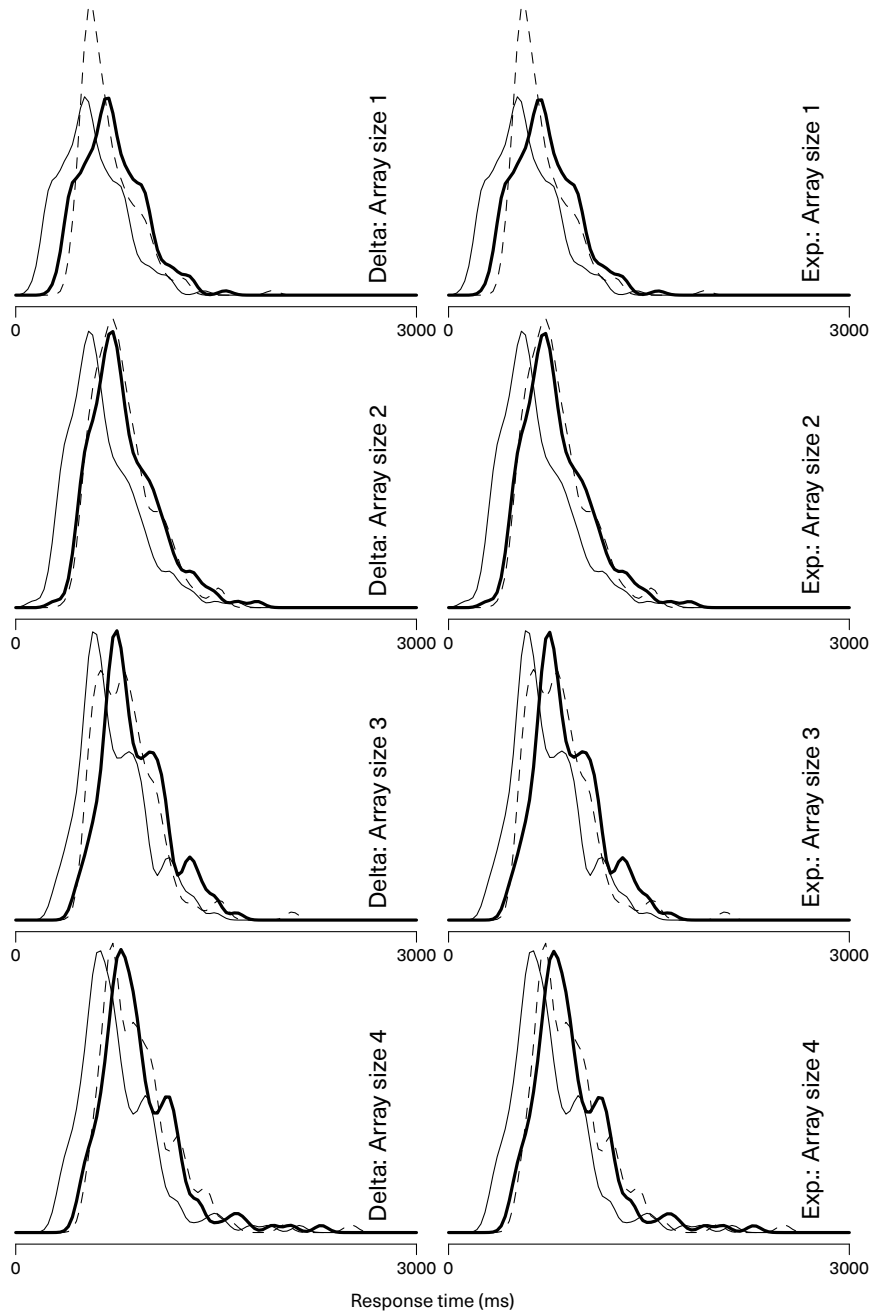 Delta: Array size 1
Exp.: Array size 1
0
3000
0
3000
Delta: Array size 2
Exp.: Array size 2
0
3000
0
3000
Delta: Array size 3
Exp.: Array size 3
0
3000
0
3000
Delta: Array size 4
Exp.: Array size 4
0
3000
0
3000
Response time (ms)